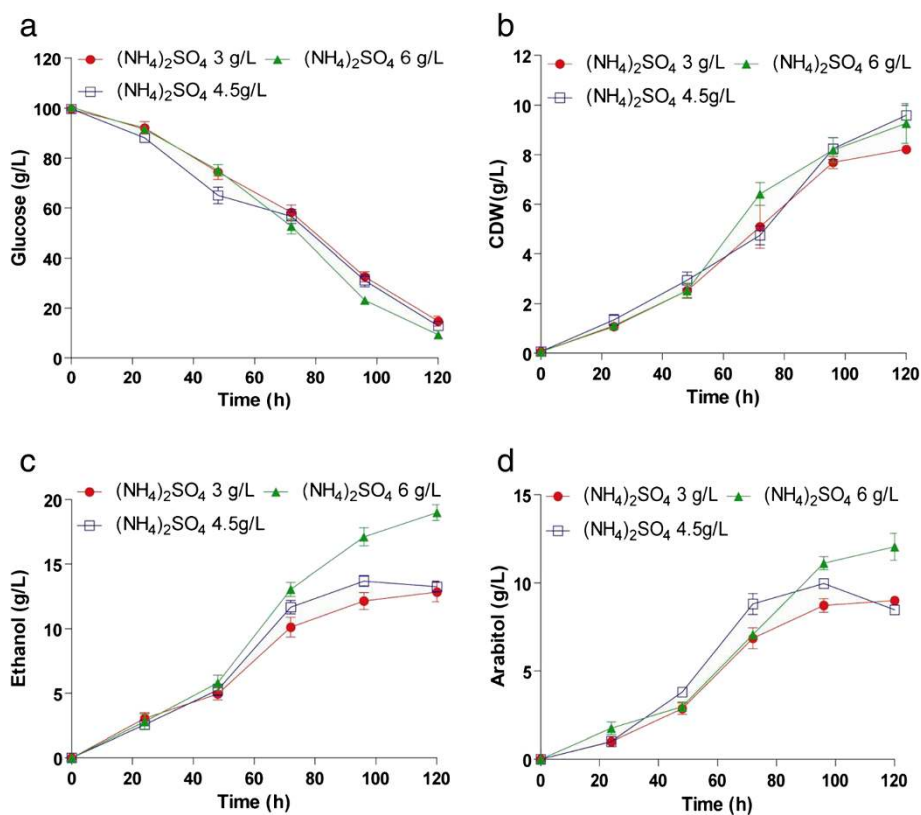 a
(NH4)2SO4 3 g/L (NH4)2SO4 6 g/L
(NH4)2SO4 4.5g/L
120
100
80
60
40
20
0
Glucose (g/L)
0 20 40 60 80 100 120
Time (h)
b
(NH4)2SO4 3 g/L (NH4)2SO4 6 g/L
(NH4)2SO4 4.5g/L
12
10
8
6
4
2
0
CDW(g/L)
0 20 40 60 80 100 120
Time (h)
c
(NH4)2SO4 3 g/L (NH4)2SO4 6 g/L
(NH4)2SO4 4.5g/L
20
15
10
5
0
Ethanol (g/L)
0 20 40 60 80 100 120
Time (h)
d
(NH4)2SO4 3 g/L (NH4)2SO4 6 g/L
(NH4)2SO4 4.5g/L
15
10
5
0
Arabitol (g/L)
0 20 40 60 80 100 120
Time (h)